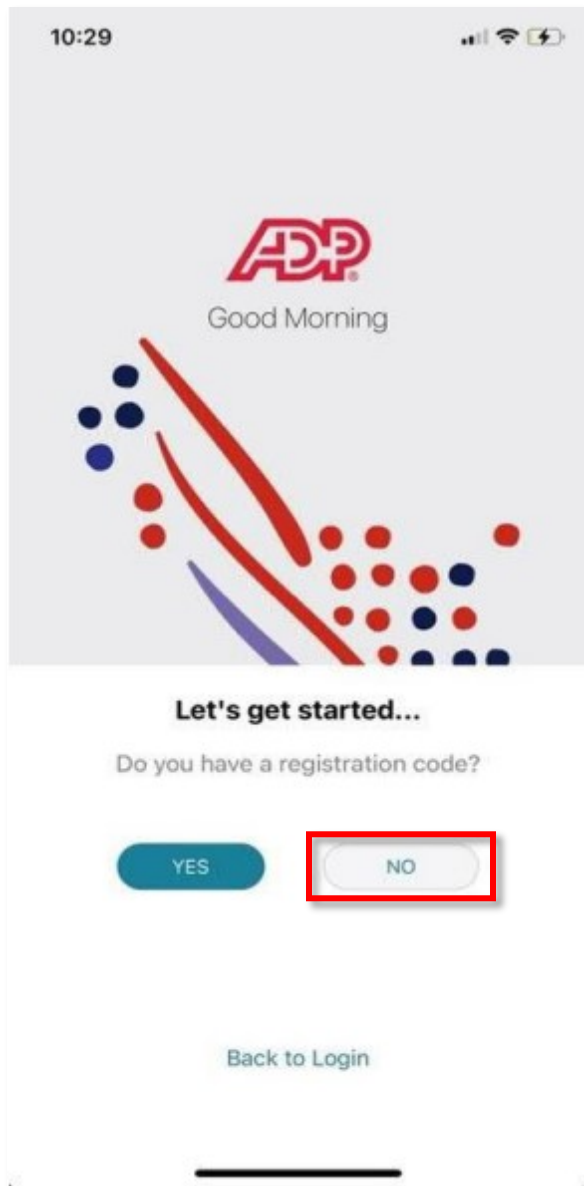 10:29
ADP
Good Morning
Let's get started...
Do you have a registration code?
YES NO
Back to Login